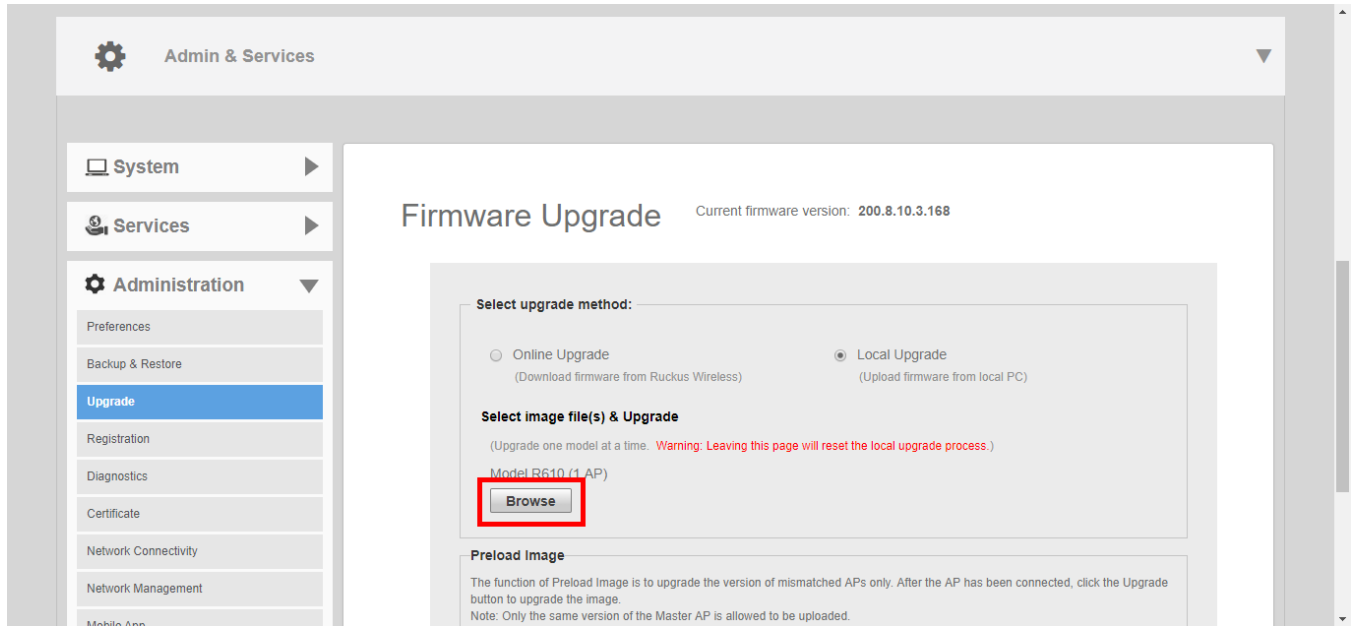 Admin & Services
System
Services
Administration
Preferences
Backup & Restore
Upgrade
Registration
Diagnostics
Certificate
Network Connectivity
Network Management
Mobile App
Firmware Upgrade
Current firmware version: 200.8.10.3.168
Select upgrade method:
Online Upgrade
(Download firmware from Ruckus Wireless)
Local Upgrade
(Upload firmware from local PC)
Select image file(s) & Upgrade
(Upgrade one model at a time. Warning: Leaving this page will reset the local upgrade process.)
Model R610 (1 AP)
Browse
Preload Image
The function of Preload Image is to upgrade the version of mismatched APs only. After the AP has been connected, click the Upgrade
button to upgrade the image.
Note: Only the same version of the Master AP is allowed to be uploaded.